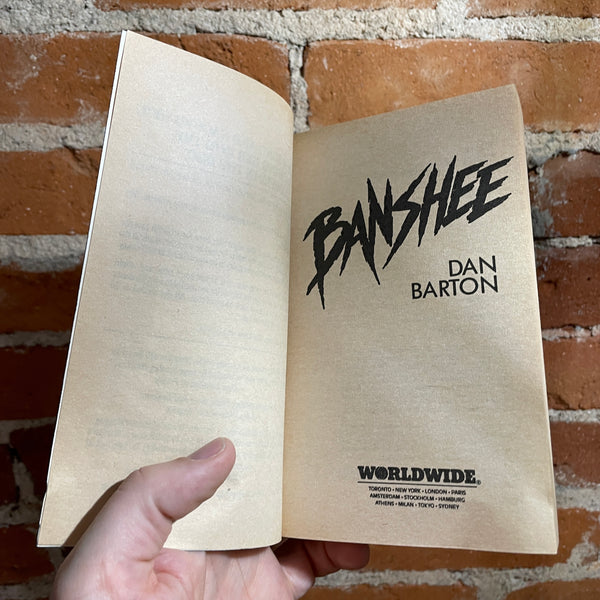 BANSHEE
DAN
BARTON
WORLDWIDE®
TORONTO • NEW YORK • LONDON • PARIS
AMSTERDAM • STOCKHOLM • HAMBURG
ATHENS • MILAN • TOKYO • SYDNEY